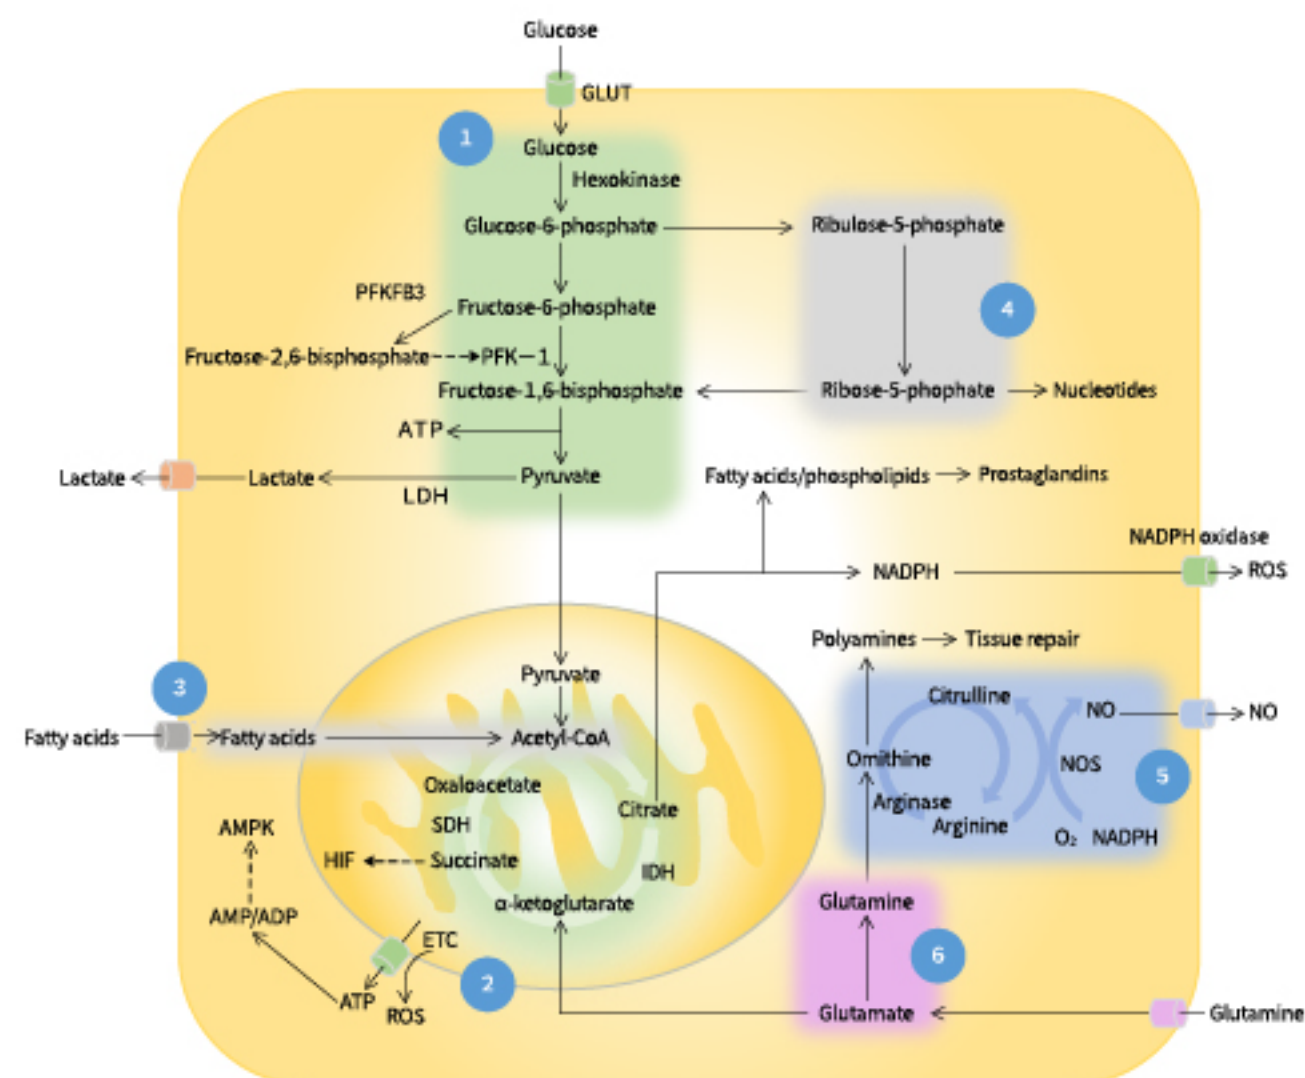 Glucose
GLUT
1
Glucose
Hexokinase
Glucose-6-phosphate
Ribulose-5-phosphate
PFKFB3
Fructose-6-phosphate
4
Fructose-2,6-bisphosphate
PFK-1
Fructose-1,6-bisphosphate
Ribose-5-phophate
Nucleotides
ATP
Lactate
Lactate
LDH
Pyruvate
Fatty acids/phospholipids
Prostaglandins
NADPH oxidase
NADPH
ROS
Polyamines
Tissue repair
Pyruvate
3
Citrulline
NO
NO
Fatty acids
Fatty acids
Acetyl-CoA
Ornithine
NOS
5
Oxaloacetate
Citrate
Arginase
Arginine
O₂ NADPH
AMPK
SDH
HIF
Succinate
IDH
α-ketoglutarate
Glutamine
AMP/ADP
ETC
6
2
ATP
ROS
Glutamate
Glutamine